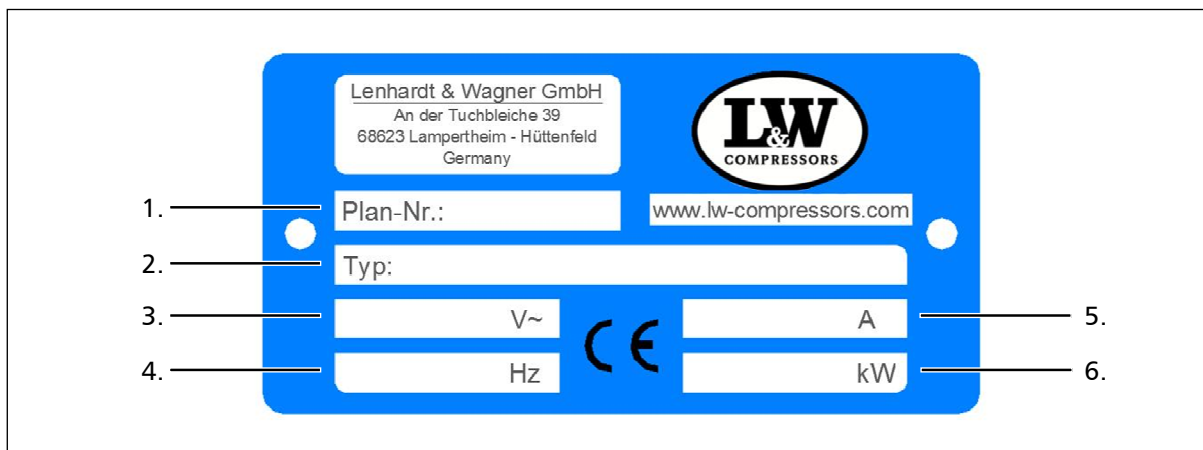 Lenhardt & Wagner GmbH
An der Tuchbleiche 39
68623 Lampertheim - Hüttenfeld
Germany
L&W
COMPRESSORS
1.
Plan-Nr.:
www.lw-compressors.com
2.
Typ:
3.
V~
A
5.
4.
Hz
CE
kW
6.